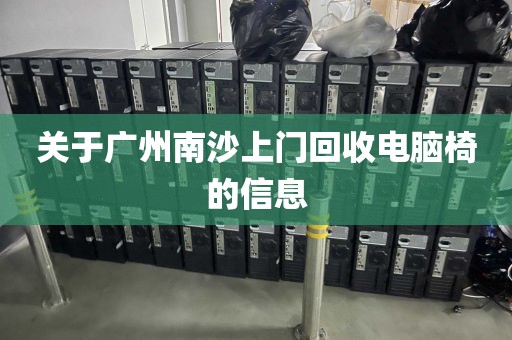 关于广州南沙上门回收电脑椅
的信息